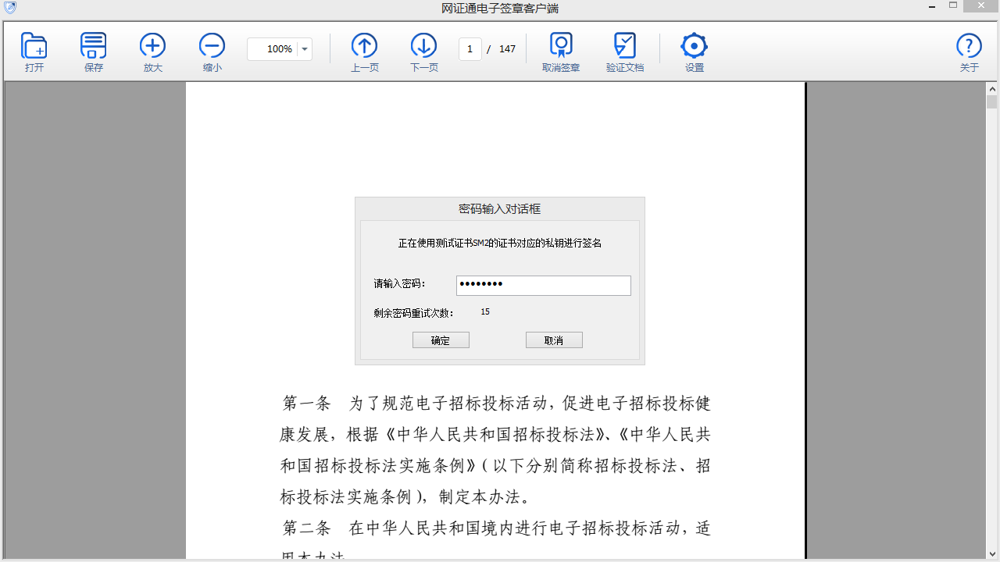 网证通电子签章客户端
打开 保存 放大 缩小 100% 上一页 下一页 1 / 147 取消签章 验证文档 设置 关于
密码输入对话框
正在使用测试证书SM2的证书对应的私钥进行签名
请输入密码： ••••••••
剩余密码重试次数： 15
确定 取消
第一条 为了规范电子招标投标活动，促进电子招标投标健
康发展，根据《中华人民共和国招标投标法》、《中华人民共
和国招标投标法实施条例》（以下分别简称招标投标法、招
标投标法实施条例），制定本办法。
第二条 在中华人民共和国境内进行电子招标投标活动，适
用本办法